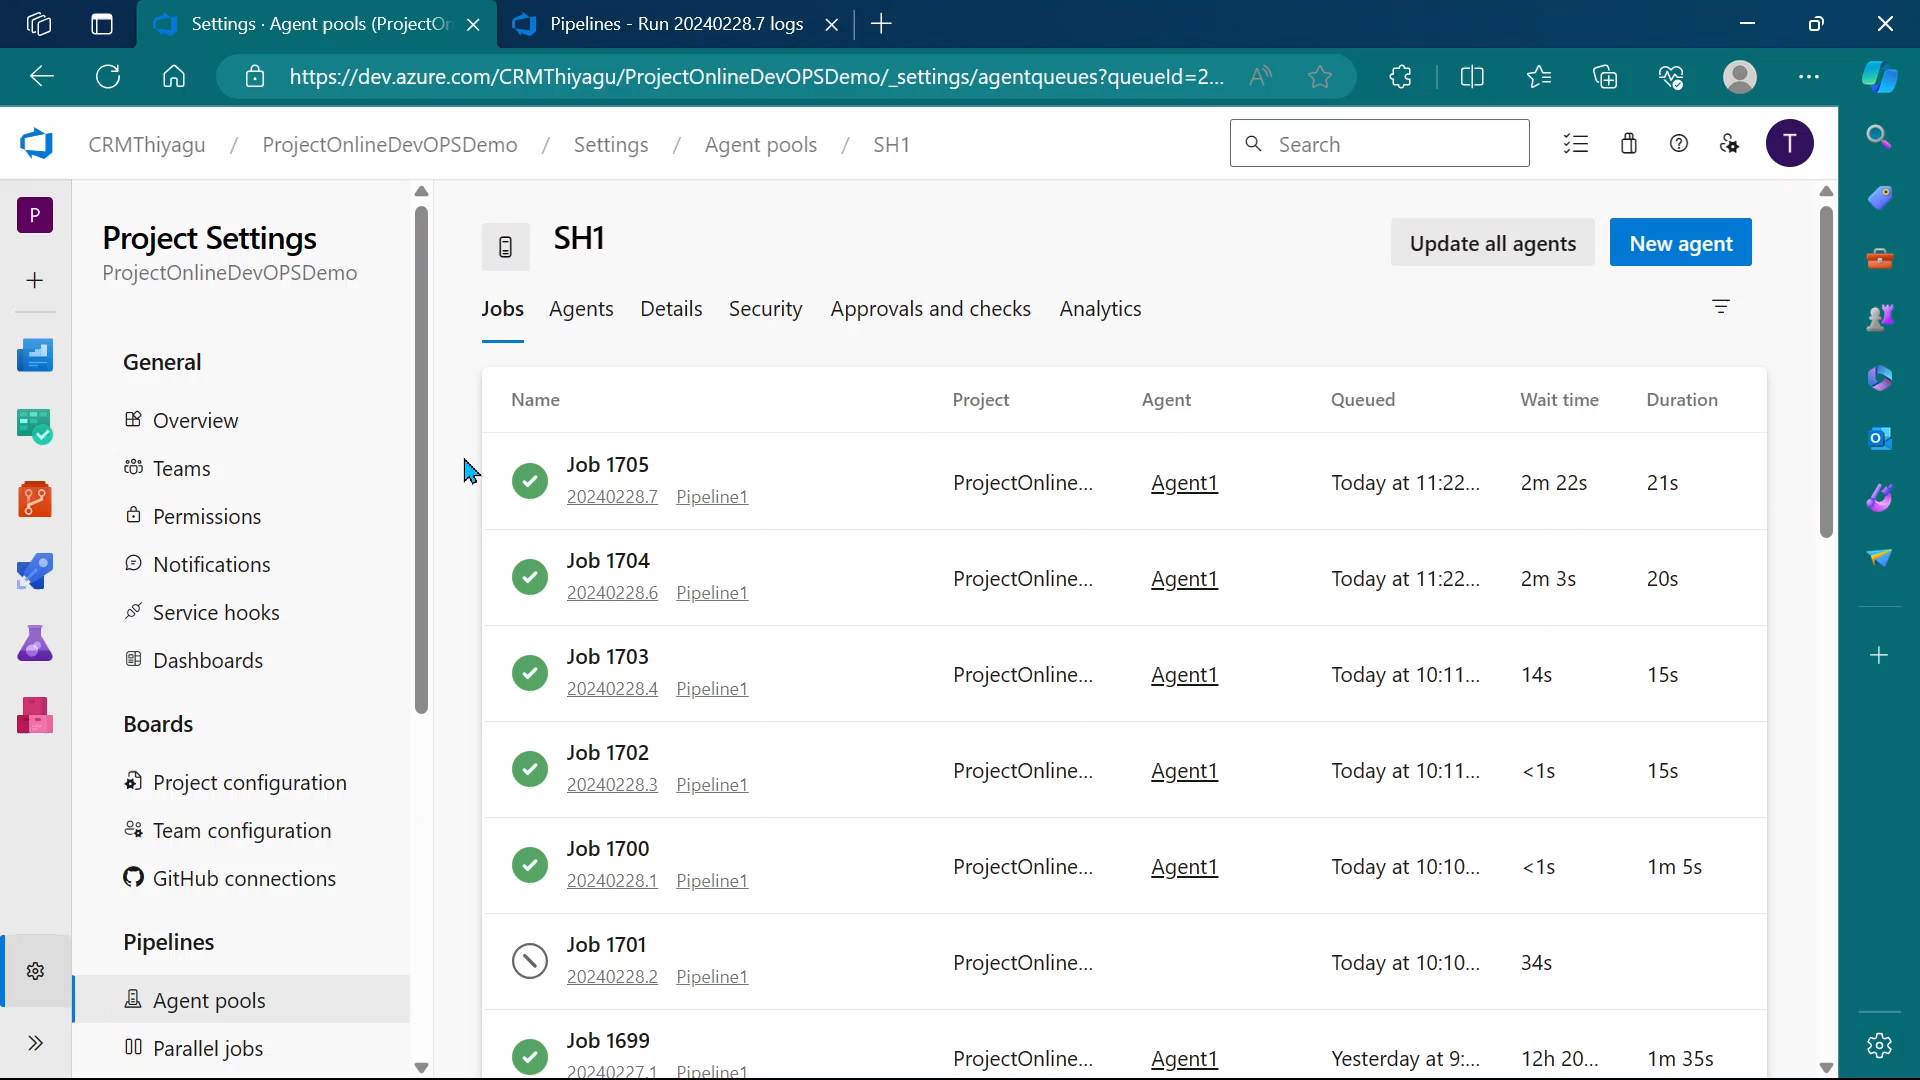 Settings · Agent pools (ProjectOn
Pipelines - Run 20240228.7 logs
https://dev.azure.com/CRMThiyagu/ProjectOnlineDevOPSDemo/_settings/agentqueues?queueId=2...
CRMThiyagu / ProjectOnlineDevOPSDemo / Settings / Agent pools / SH1
Search
T
P
Project Settings
ProjectOnlineDevOPSDemo
General
Overview
Teams
Permissions
Notifications
Service hooks
Dashboards
Boards
Project configuration
Team configuration
GitHub connections
Pipelines
Agent pools
Parallel jobs
SH1
Update all agents
New agent
Jobs Agents Details Security Approvals and checks Analytics
Name Project Agent Queued Wait time Duration
Job 1705
20240228.7 Pipeline1
ProjectOnline... Agent1 Today at 11:22... 2m 22s 21s
Job 1704
20240228.6 Pipeline1
ProjectOnline... Agent1 Today at 11:22... 2m 3s 20s
Job 1703
20240228.4 Pipeline1
ProjectOnline... Agent1 Today at 10:11... 14s 15s
Job 1702
20240228.3 Pipeline1
ProjectOnline... Agent1 Today at 10:11... <1s 15s
Job 1700
20240228.1 Pipeline1
ProjectOnline... Agent1 Today at 10:10... <1s 1m 5s
Job 1701
20240228.2 Pipeline1
ProjectOnline... Today at 10:10... 34s
Job 1699
20240227.1 Pipeline1
ProjectOnline... Agent1 Yesterday at 9:... 12h 20... 1m 35s